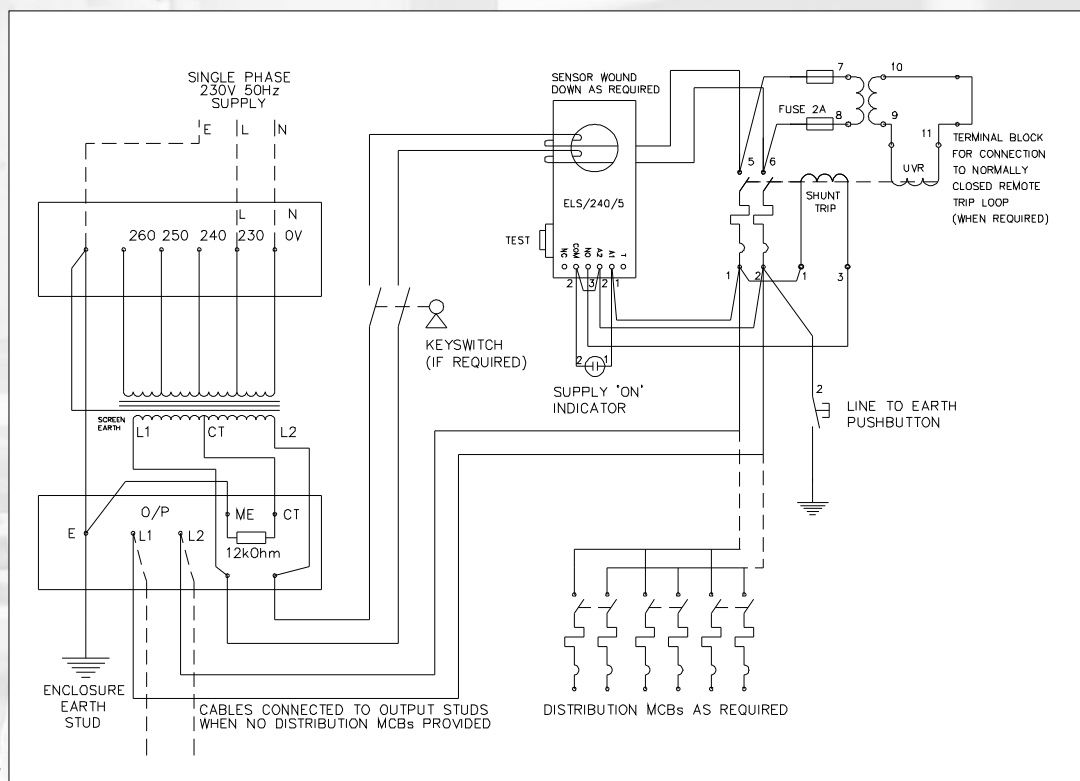 SINGLE PHASE
230V 50Hz
SUPPLY
E L N
L N
260 250 240 230 0V
SCREEN
EARTH
L1 CT L2
O/P ME CT
E L1 L2
12kOhm
ENCLOSURE
EARTH
STUD
CABLES CONNECTED TO OUTPUT STUDS
WHEN NO DISTRIBUTION MCBs PROVIDED
KEYSWITCH
(IF REQUIRED)
SENSOR WOUND
DOWN AS REQUIRED
ELS/240/5
TEST
NC COM NO A2 A1 T
2 3 2 1
2 1
SUPPLY 'ON'
INDICATOR
FUSE 2A
7 10
8 9
11
5 6
UVR
SHUNT
TRIP
1 2 1 3
TERMINAL BLOCK
FOR CONNECTION
TO NORMALLY
CLOSED REMOTE
TRIP LOOP
(WHEN REQUIRED)
2
LINE TO EARTH
PUSHBUTTON
DISTRIBUTION MCBs AS REQUIRED